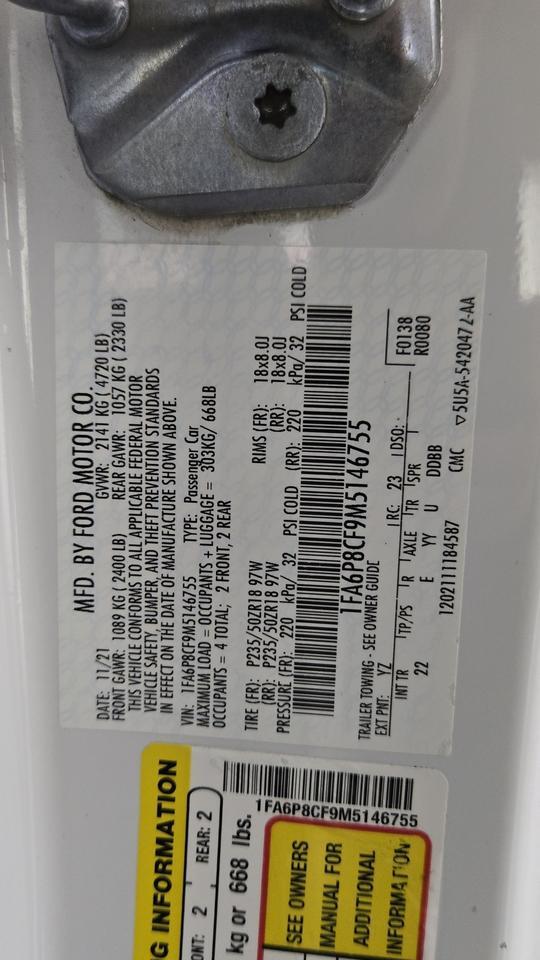 MFD. BY FORD MOTOR CO.
DATE: 11/21 GVWR: 2141 KG ( 4720 LB)
FRONT GAWR: 1089 KG ( 2400 LB) REAR GAWR: 1057 KG ( 2330 LB)
THIS VEHICLE CONFORMS TO ALL APPLICABLE FEDERAL MOTOR
VEHICLE SAFETY, BUMPER, AND THEFT PREVENTION STANDARDS
IN EFFECT ON THE DATE OF MANUFACTURE SHOWN ABOVE.
VIN: 1FA6P8CF9M5146755 TYPE: Passenger Car
MAXIMUM LOAD = OCCUPANTS + LUGGAGE = 303KG/ 668LB
OCCUPANTS = 4 TOTAL; 2 FRONT, 2 REAR
TIRE (FR): P235/50ZR18 97W RIMS (FR): 18x8.0J
(RR): P235/50ZR18 97W (RR): 18x8.0J
PRESSURE (FR): 220 kPa/ 32 PSI COLD (RR): 220 kPa/ 32 PSI COLD
1FA6P8CF9M5146755
TRAILER TOWING - SEE OWNER GUIDE
EXT PNT: YZ RC: 23 DSO: F0138
INT TR TP/PS R AXLE TR SPR R0080
22 E YY U DDBB
1202111184587 CMC ▽5U5A-5420472-AA
1FA6P8CF9M5146755
G INFORMATION
ONT: 2 REAR: 2
kg or 668 lbs.
SEE OWNERS
MANUAL FOR
ADDITIONAL
INFORMATION